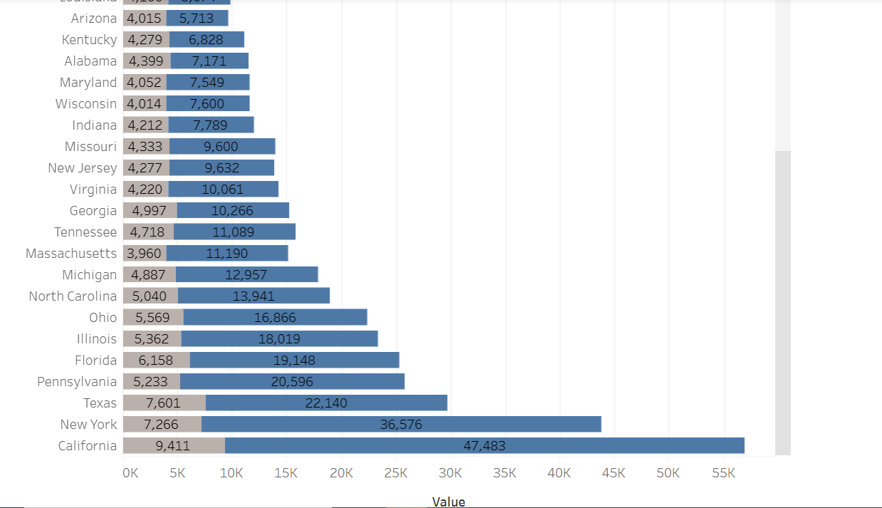 Arizona 4,015 5,713
Kentucky 4,279 6,828
Alabama 4,399 7,171
Maryland 4,052 7,549
Wisconsin 4,014 7,600
Indiana 4,212 7,789
Missouri 4,333 9,600
New Jersey 4,277 9,632
Virginia 4,220 10,061
Georgia 4,997 10,266
Tennessee 4,718 11,089
Massachusetts 3,960 11,190
Michigan 4,887 12,957
North Carolina 5,040 13,941
Ohio 5,569 16,866
Illinois 5,362 18,019
Florida 6,158 19,148
Pennsylvania 5,233 20,596
Texas 7,601 22,140
New York 7,266 36,576
California 9,411 47,483
0K 5K 10K 15K 20K 25K 30K 35K 40K 45K 50K 55K
Value